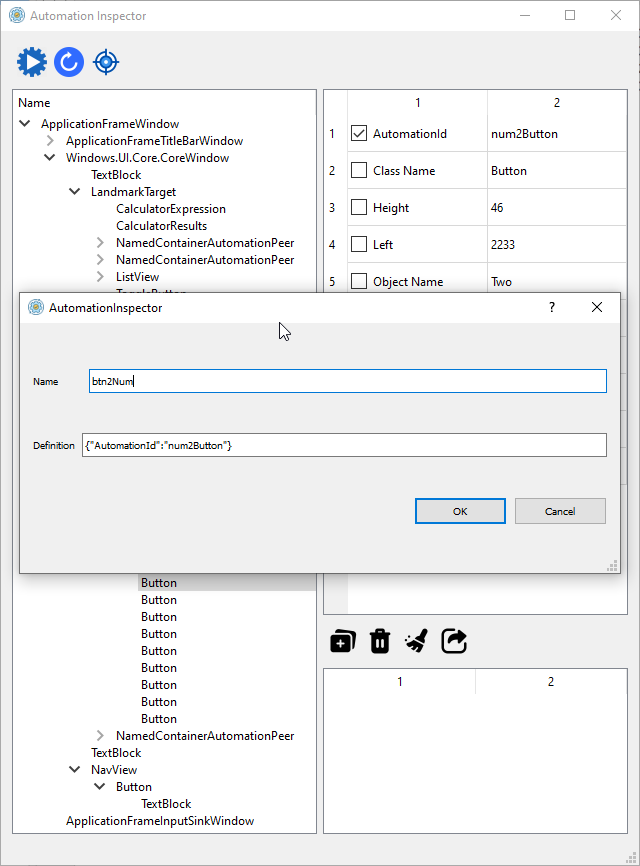 Automation Inspector
Name
ApplicationFrameWindow
ApplicationFrameTitleBarWindow
Windows.UI.Core.CoreWindow
TextBlock
LandmarkTarget
CalculatorExpression
CalculatorResults
NamedContainerAutomationPeer
NamedContainerAutomationPeer
ListView
1 2
1 AutomationId num2Button
2 Class Name Button
3 Height 46
4 Left 2233
5 Object Name Two
AutomationInspector ?
Name btn2Num
Definition {"AutomationId":"num2Button"}
OK Cancel
Button
Button
Button
Button
Button
Button
Button
Button
Button
NamedContainerAutomationPeer
TextBlock
NavView
Button
TextBlock
ApplicationFrameInputSinkWindow
1 2